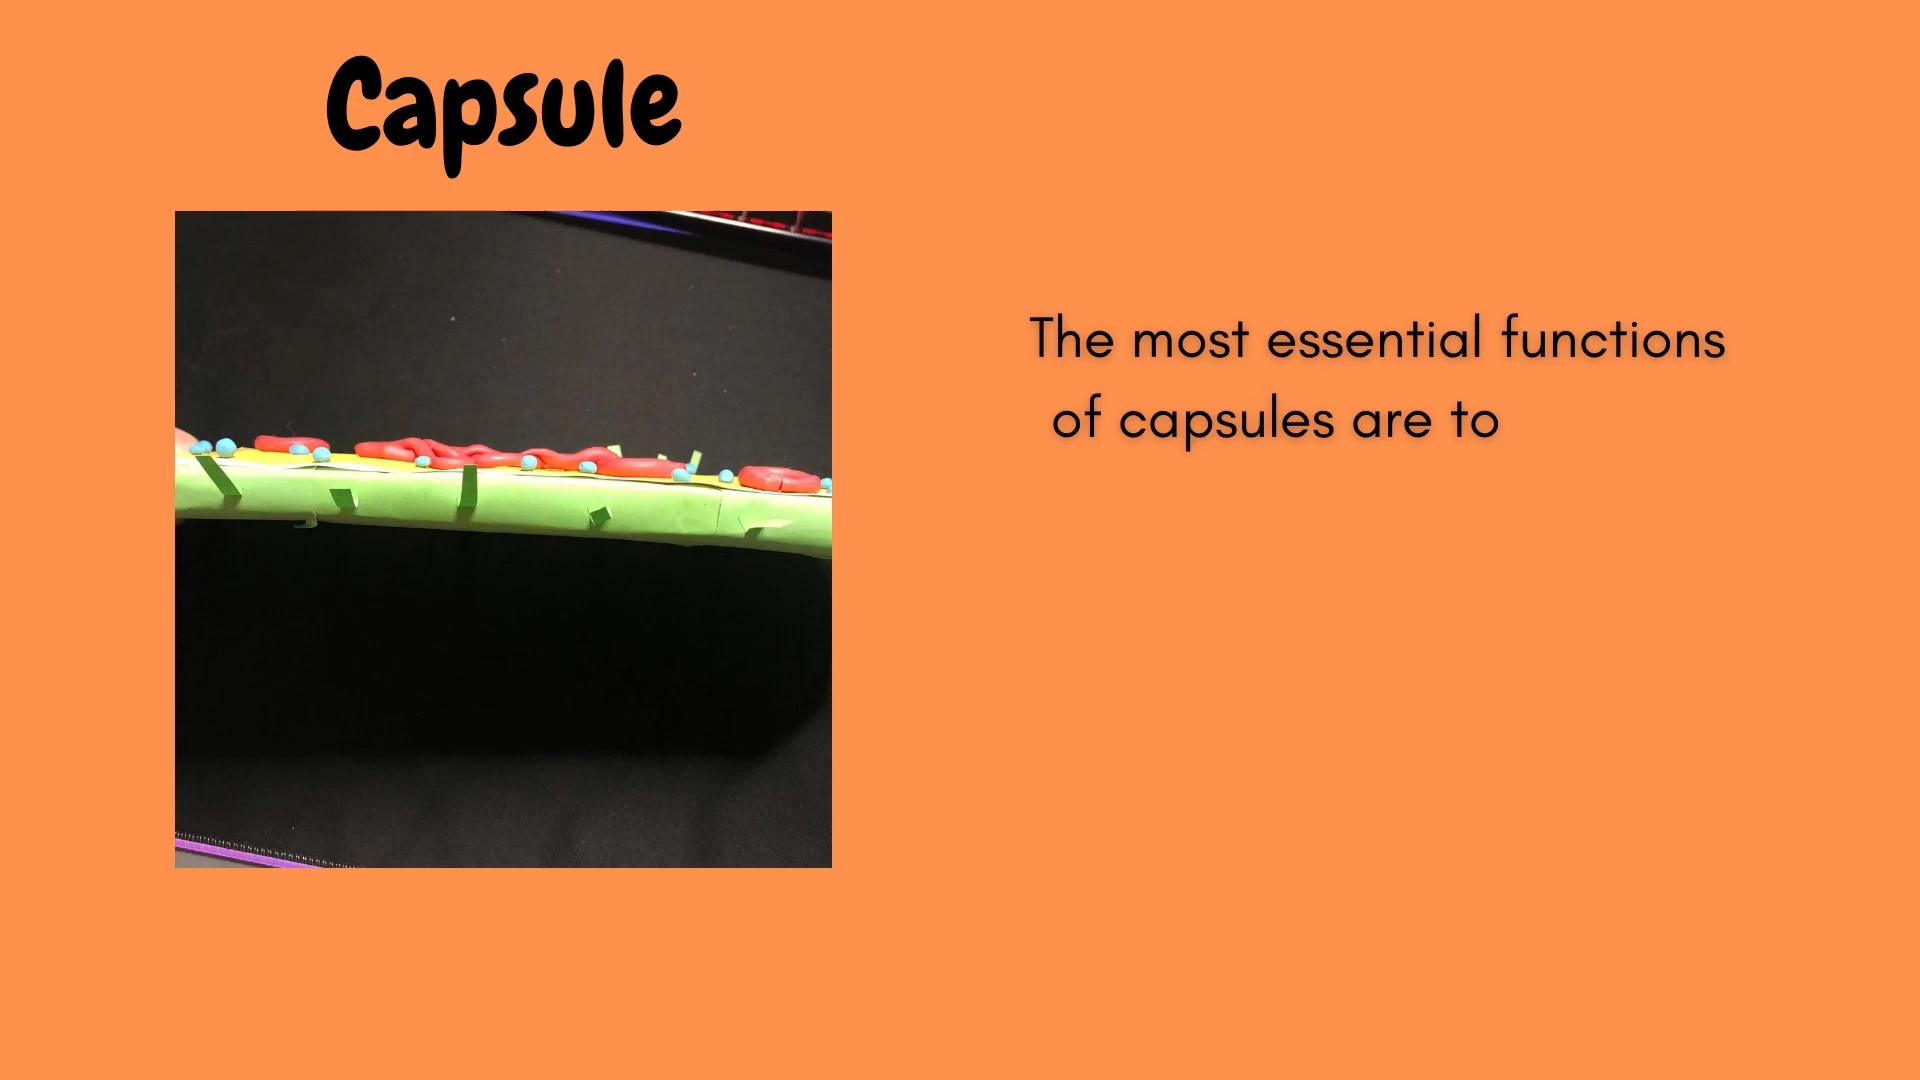 Capsule
The most essential functions
of capsules are to